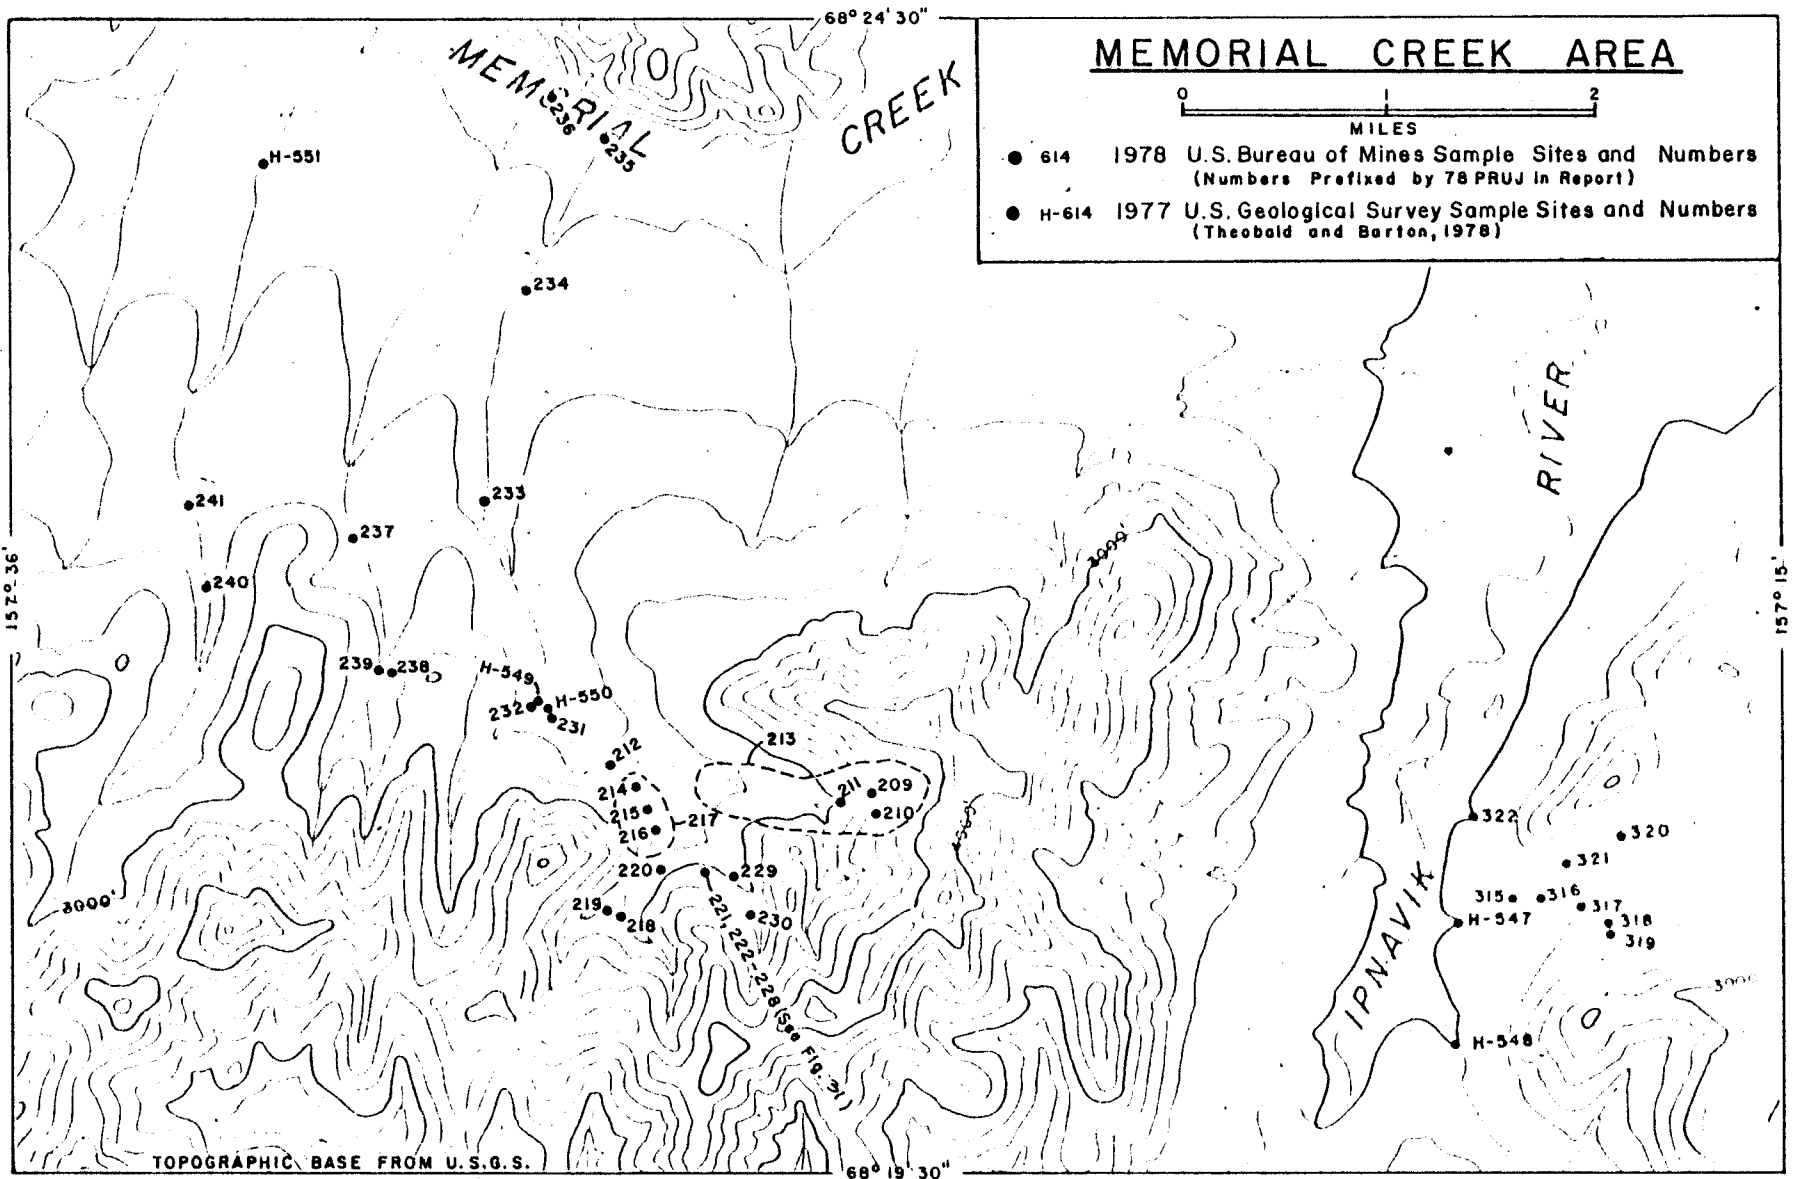 68° 24' 30"
MEMORIAL CREEK AREA
0 1 2
MILES
614 1978 U.S. Bureau of Mines Sample Sites and Numbers
(Numbers Prefixed by 78 PRUJ in Report)
H-614 1977 U.S. Geological Survey Sample Sites and Numbers
(Theobald and Barton, 1978)
MEMORIAL CREEK
236
235
H-551
234
RIVER
241
233
237
3000'
157° 36'
157° 15'
240
239
238
H-549
H-550
232
231
213
212
214
211
209
215
217
210
216
322
320
220
229
321
3000'
219
218
230
315
316
317
H-547
318
319
221, 222-228 (See Fig. 31)
IPNAVIK
H-548
TOPOGRAPHIC BASE FROM U.S.G.S.
68° 19' 30"